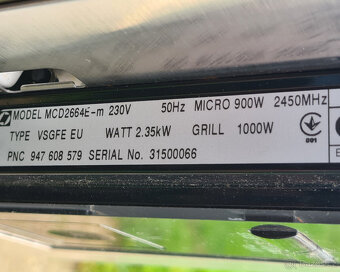 MODEL MCD2664E-m 230V 50Hz MICRO 900W 2450MHz
TYPE VSGFE EU WATT 2.35kW GRILL 1000W
PNC 947 608 579 SERIAL No. 31500066
001